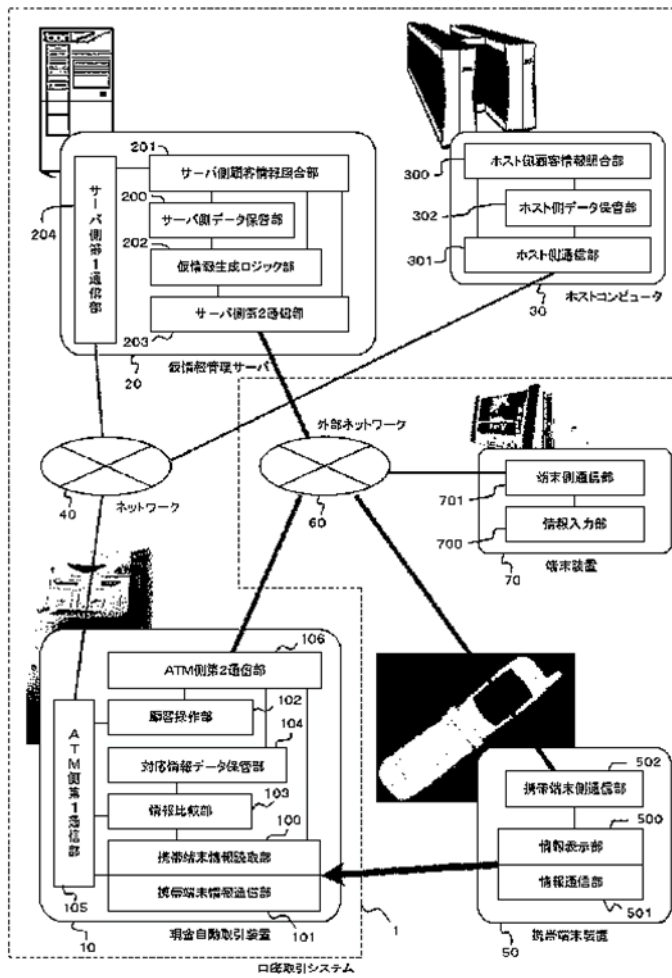 201
サーバ側顧客情報照合部
200
サーバ側データ保管部
202
仮情報生成ロジック部
サーバ側第2通信部
203
204
サーバ側第1通信部
20
仮情報管理サーバ
300
ホスト側顧客情報照合部
302
ホスト側データ保管部
301
ホスト側通信部
30
ホストコンピュータ
40
ネットワーク
外部ネットワーク
60
701
端末側通信部
700
情報入力部
70
端末装置
106
ATM側第2通信部
102
顧客操作部
104
対応情報データ保管部
103
情報比較部
100
携帯端末情報読取部
携帯端末情報通信部
101
ATM側第1通信部
105
10
現金自動取引装置
1
口座取引システム
502
携帯端末側通信部
500
情報表示部
情報通信部
501
50
携帯端末装置